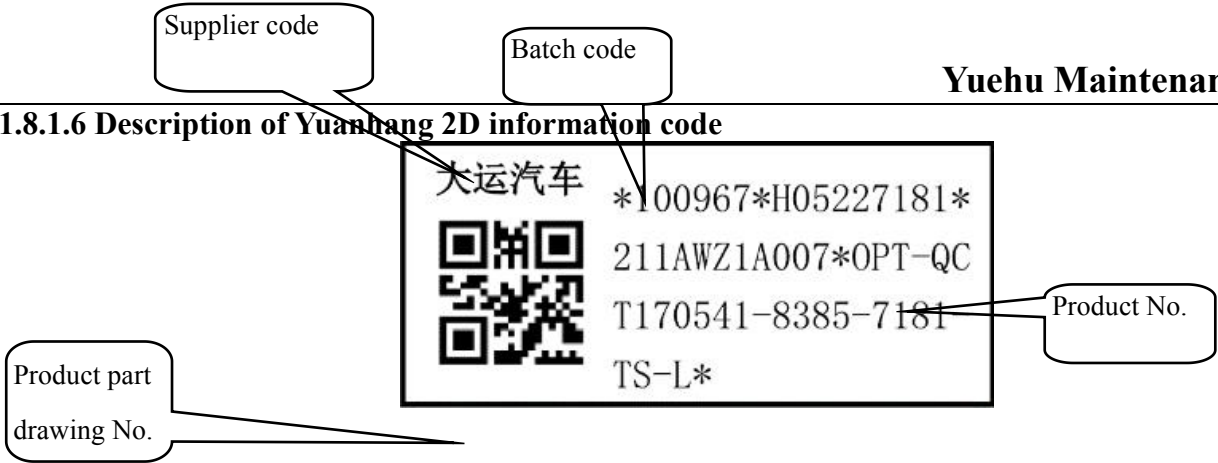 Supplier code
Batch code
Yuehu Maintenan
1.8.1.6 Description of Yuanhang 2D information code
大运汽车
*100967*H05227181*
211AWZ1A007*OPT-QC
T170541-8385-7181
TS-L*
Product No.
Product part
drawing No.